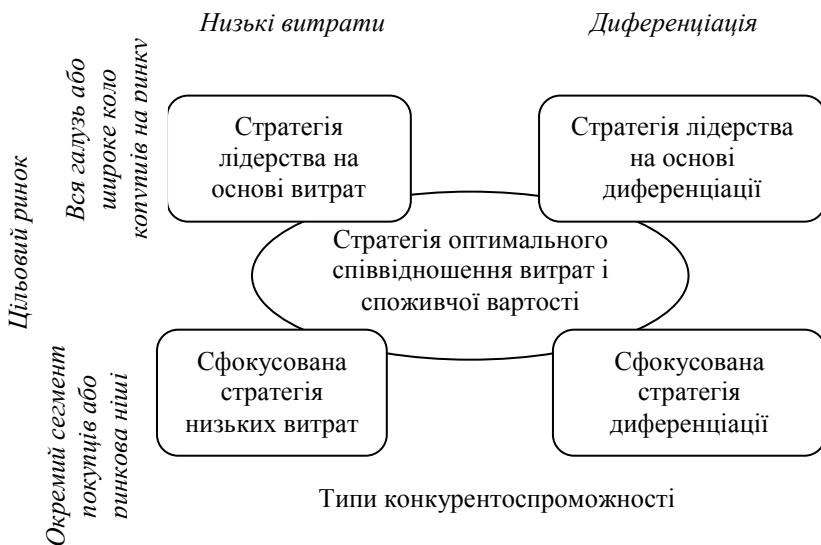 Низькі витрати
Диференціація
Цільовий ринок
Вся галузь або
широке коло
копупців на ринку
Стратегія
лідерства на
основі витрат
Стратегія лідерства
на основі
диференціації
Стратегія оптимального
співвідношення витрат і
споживчої вартості
Окремий сегмент
покупців або
ринкова ніші
Сфокусована
стратегія
низьких витрат
Сфокусована
стратегія
диференціації
Типи конкурентоспроможності